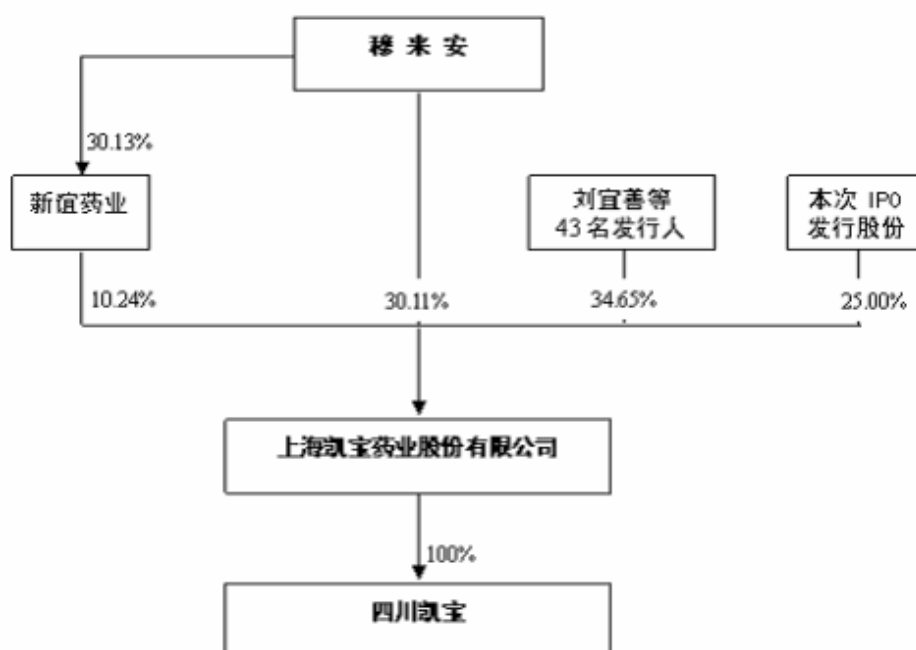 穆来安
30.13%
新谊药业
刘宜善等
43名发行人
本次 IPO
发行股份
10.24%
30.11%
34.65%
25.00%
上海凯宝药业股份有限公司
100%
四川凯宝